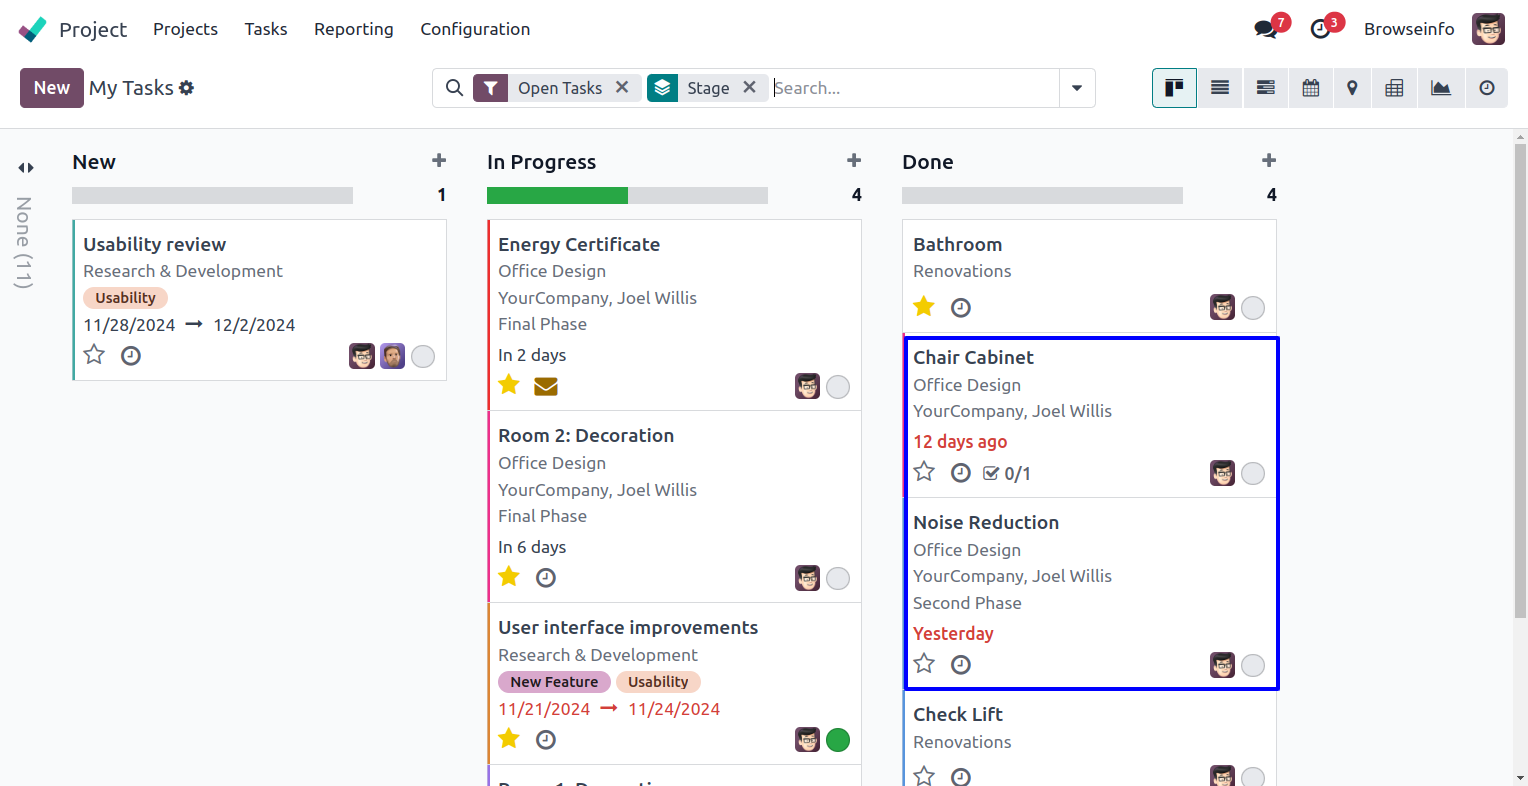 Project Projects Tasks Reporting Configuration 7 3 Browseinfo
New My Tasks Open Tasks Stage Search...
None (11)
New
1
Usability review
Research & Development
Usability
11/28/2024 → 12/2/2024
In Progress
4
Energy Certificate
Office Design
YourCompany, Joel Willis
Final Phase
In 2 days
Room 2: Decoration
Office Design
YourCompany, Joel Willis
Final Phase
In 6 days
User interface improvements
Research & Development
New Feature Usability
11/21/2024 → 11/24/2024
Done
4
Bathroom
Renovations
Chair Cabinet
Office Design
YourCompany, Joel Willis
12 days ago
0/1
Noise Reduction
Office Design
YourCompany, Joel Willis
Second Phase
Yesterday
Check Lift
Renovations